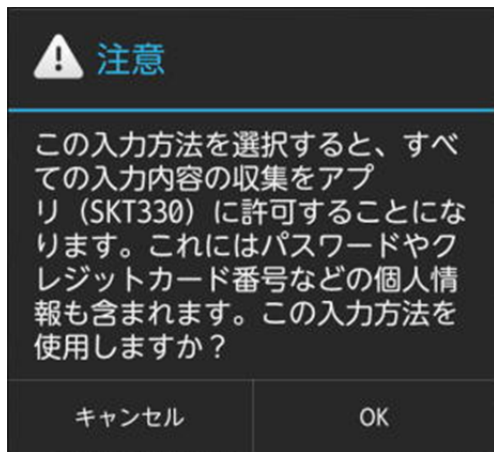 注意
この入力方法を選択すると、すべ
ての入力内容の収集をアプ
リ（SKT330）に許可することにな
ります。これにはパスワードやク
レジットカード番号などの個人情
報も含まれます。この入力方法を
使用しますか？
キャンセル
OK